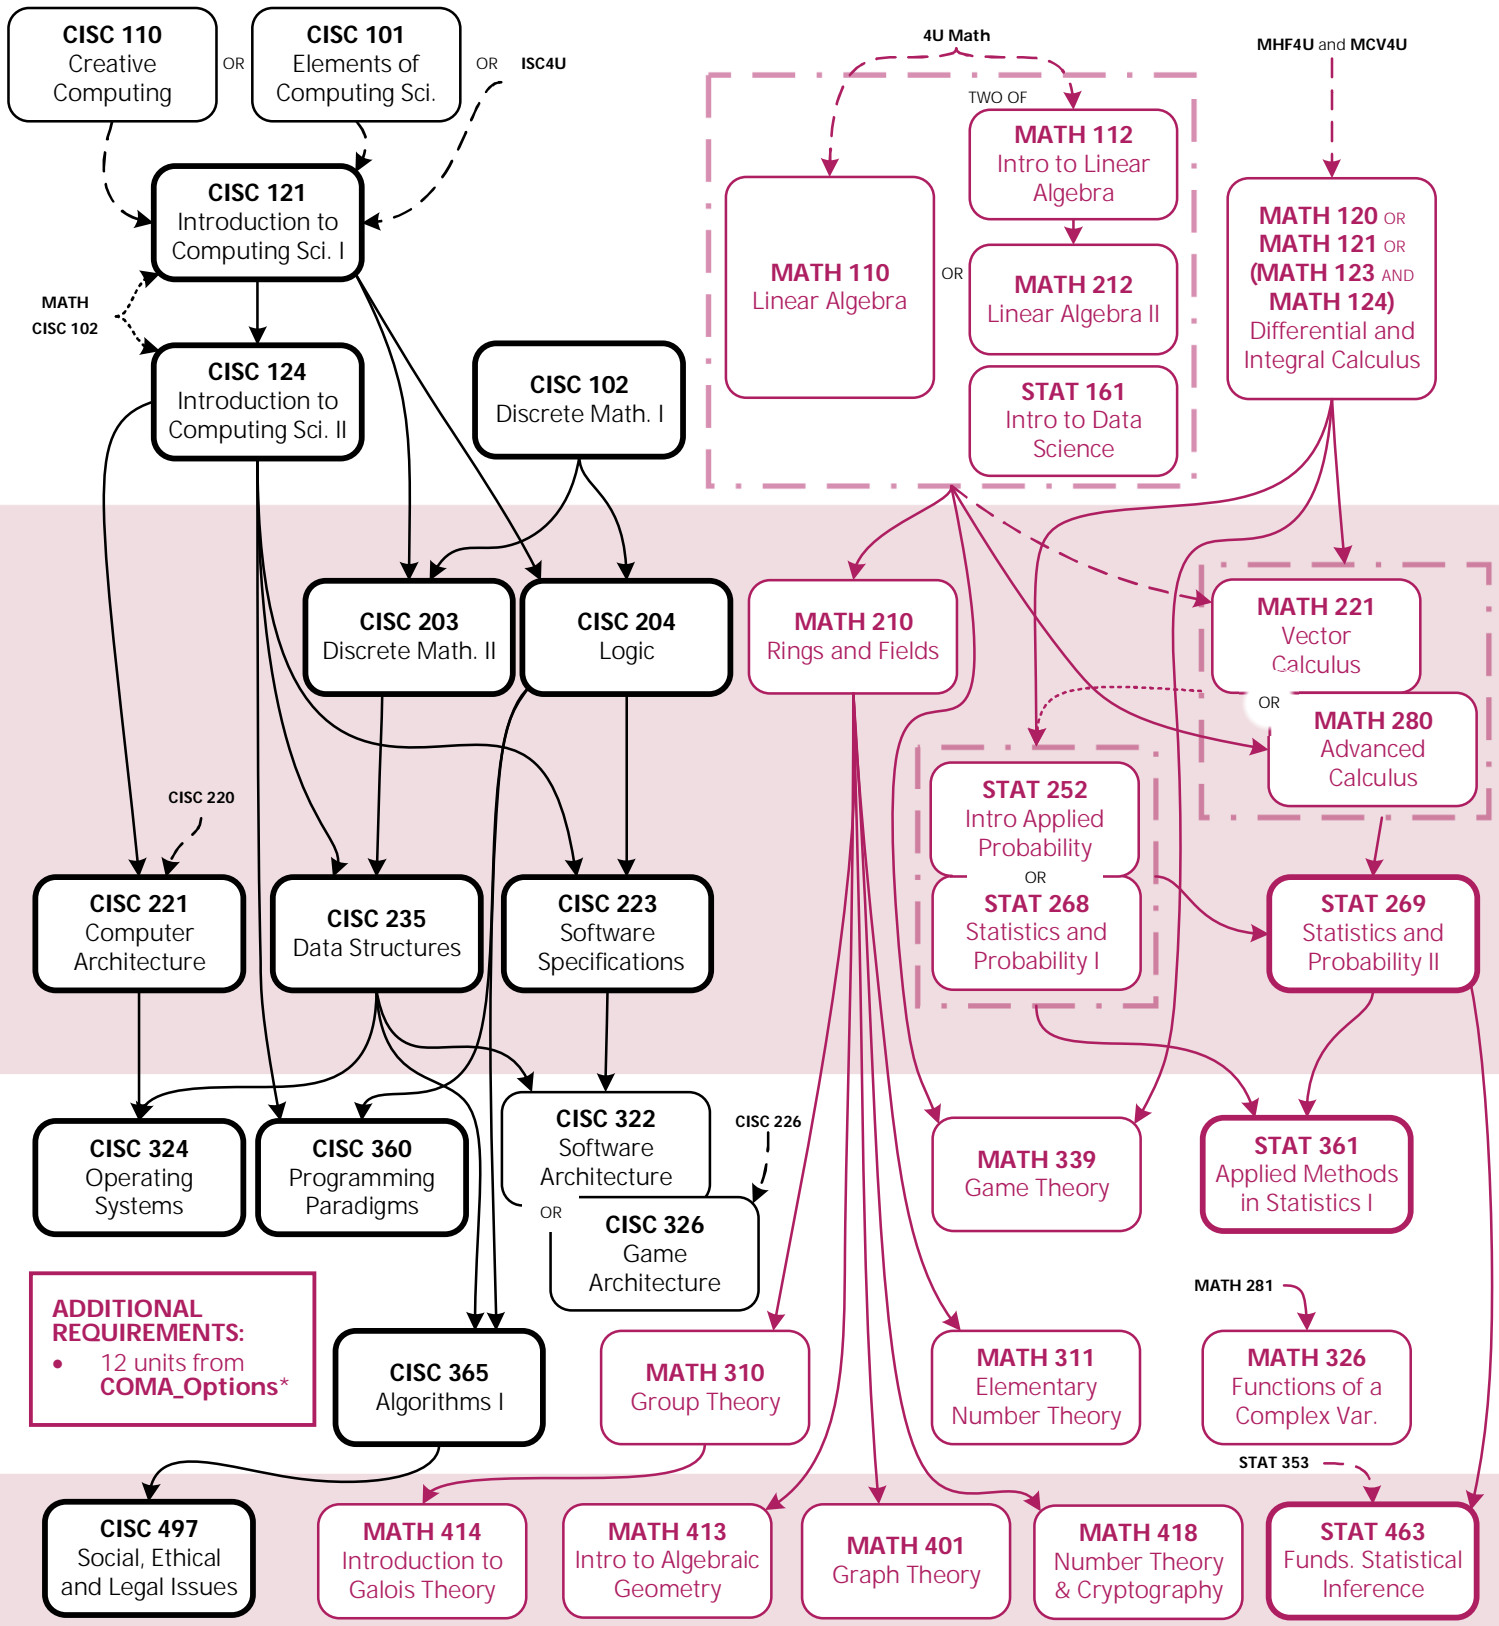 CISC 110
Creative
Computing
OR
CISC 101
Elements of
Computing Sci.
OR
ISC4U
4U Math
MHF4U and MCV4U
TWO OF
MATH 112
Intro to Linear
Algebra
CISC 121
Introduction to
Computing Sci. I
MATH 110
Linear Algebra
OR
MATH 212
Linear Algebra II
MATH 120 OR
MATH 121 OR
(MATH 123 AND
MATH 124)
Differential and
Integral Calculus
MATH
CISC 102
CISC 124
Introduction to
Computing Sci. II
CISC 102
Discrete Math. I
STAT 161
Intro to Data
Science
CISC 203
Discrete Math. II
CISC 204
Logic
MATH 210
Rings and Fields
MATH 221
Vector
Calculus
OR
MATH 280
Advanced
Calculus
CISC 220
STAT 252
Intro Applied
Probability
OR
STAT 268
Statistics and
Probability I
CISC 221
Computer
Architecture
CISC 235
Data Structures
CISC 223
Software
Specifications
STAT 269
Statistics and
Probability II
CISC 324
Operating
Systems
CISC 360
Programming
Paradigms
CISC 322
Software
Architecture
CISC 226
OR
CISC 326
Game
Architecture
MATH 339
Game Theory
STAT 361
Applied Methods
in Statistics I
ADDITIONAL
REQUIREMENTS:
• 12 units from
COMA_Options*
MATH 281
CISC 365
Algorithms I
MATH 310
Group Theory
MATH 311
Elementary
Number Theory
MATH 326
Functions of a
Complex Var.
STAT 353
CISC 497
Social, Ethical
and Legal Issues
MATH 414
Introduction to
Galois Theory
MATH 413
Intro to Algebraic
Geometry
MATH 401
Graph Theory
MATH 418
Number Theory
& Cryptography
STAT 463
Funds. Statistical
Inference